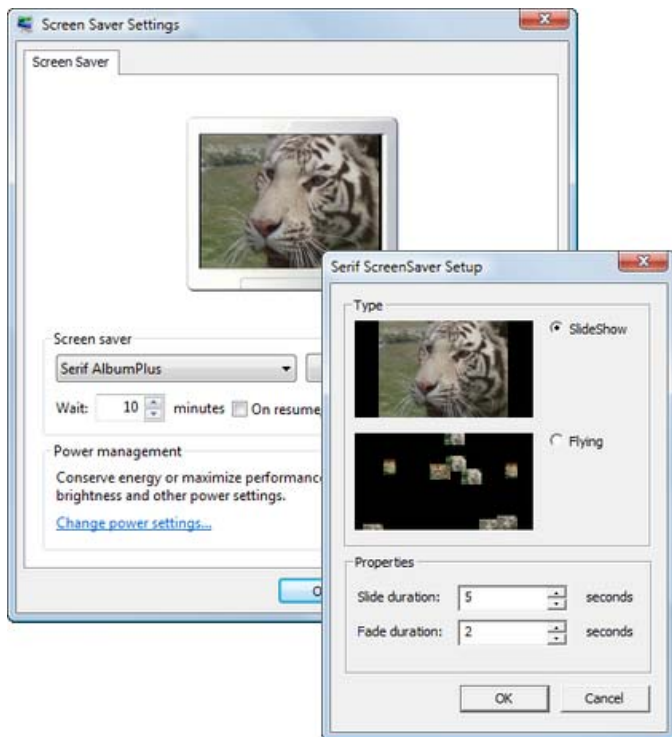 Screen Saver Settings
Screen Saver
Screen saver
Serif AlbumPlus
Wait: 10 minutes On resume,
Power management
Conserve energy or maximize performance
brightness and other power settings.
Change power settings...
Serif ScreenSaver Setup
Type
SlideShow
Flying
Properties
Slide duration: 5 seconds
Fade duration: 2 seconds
OK Cancel